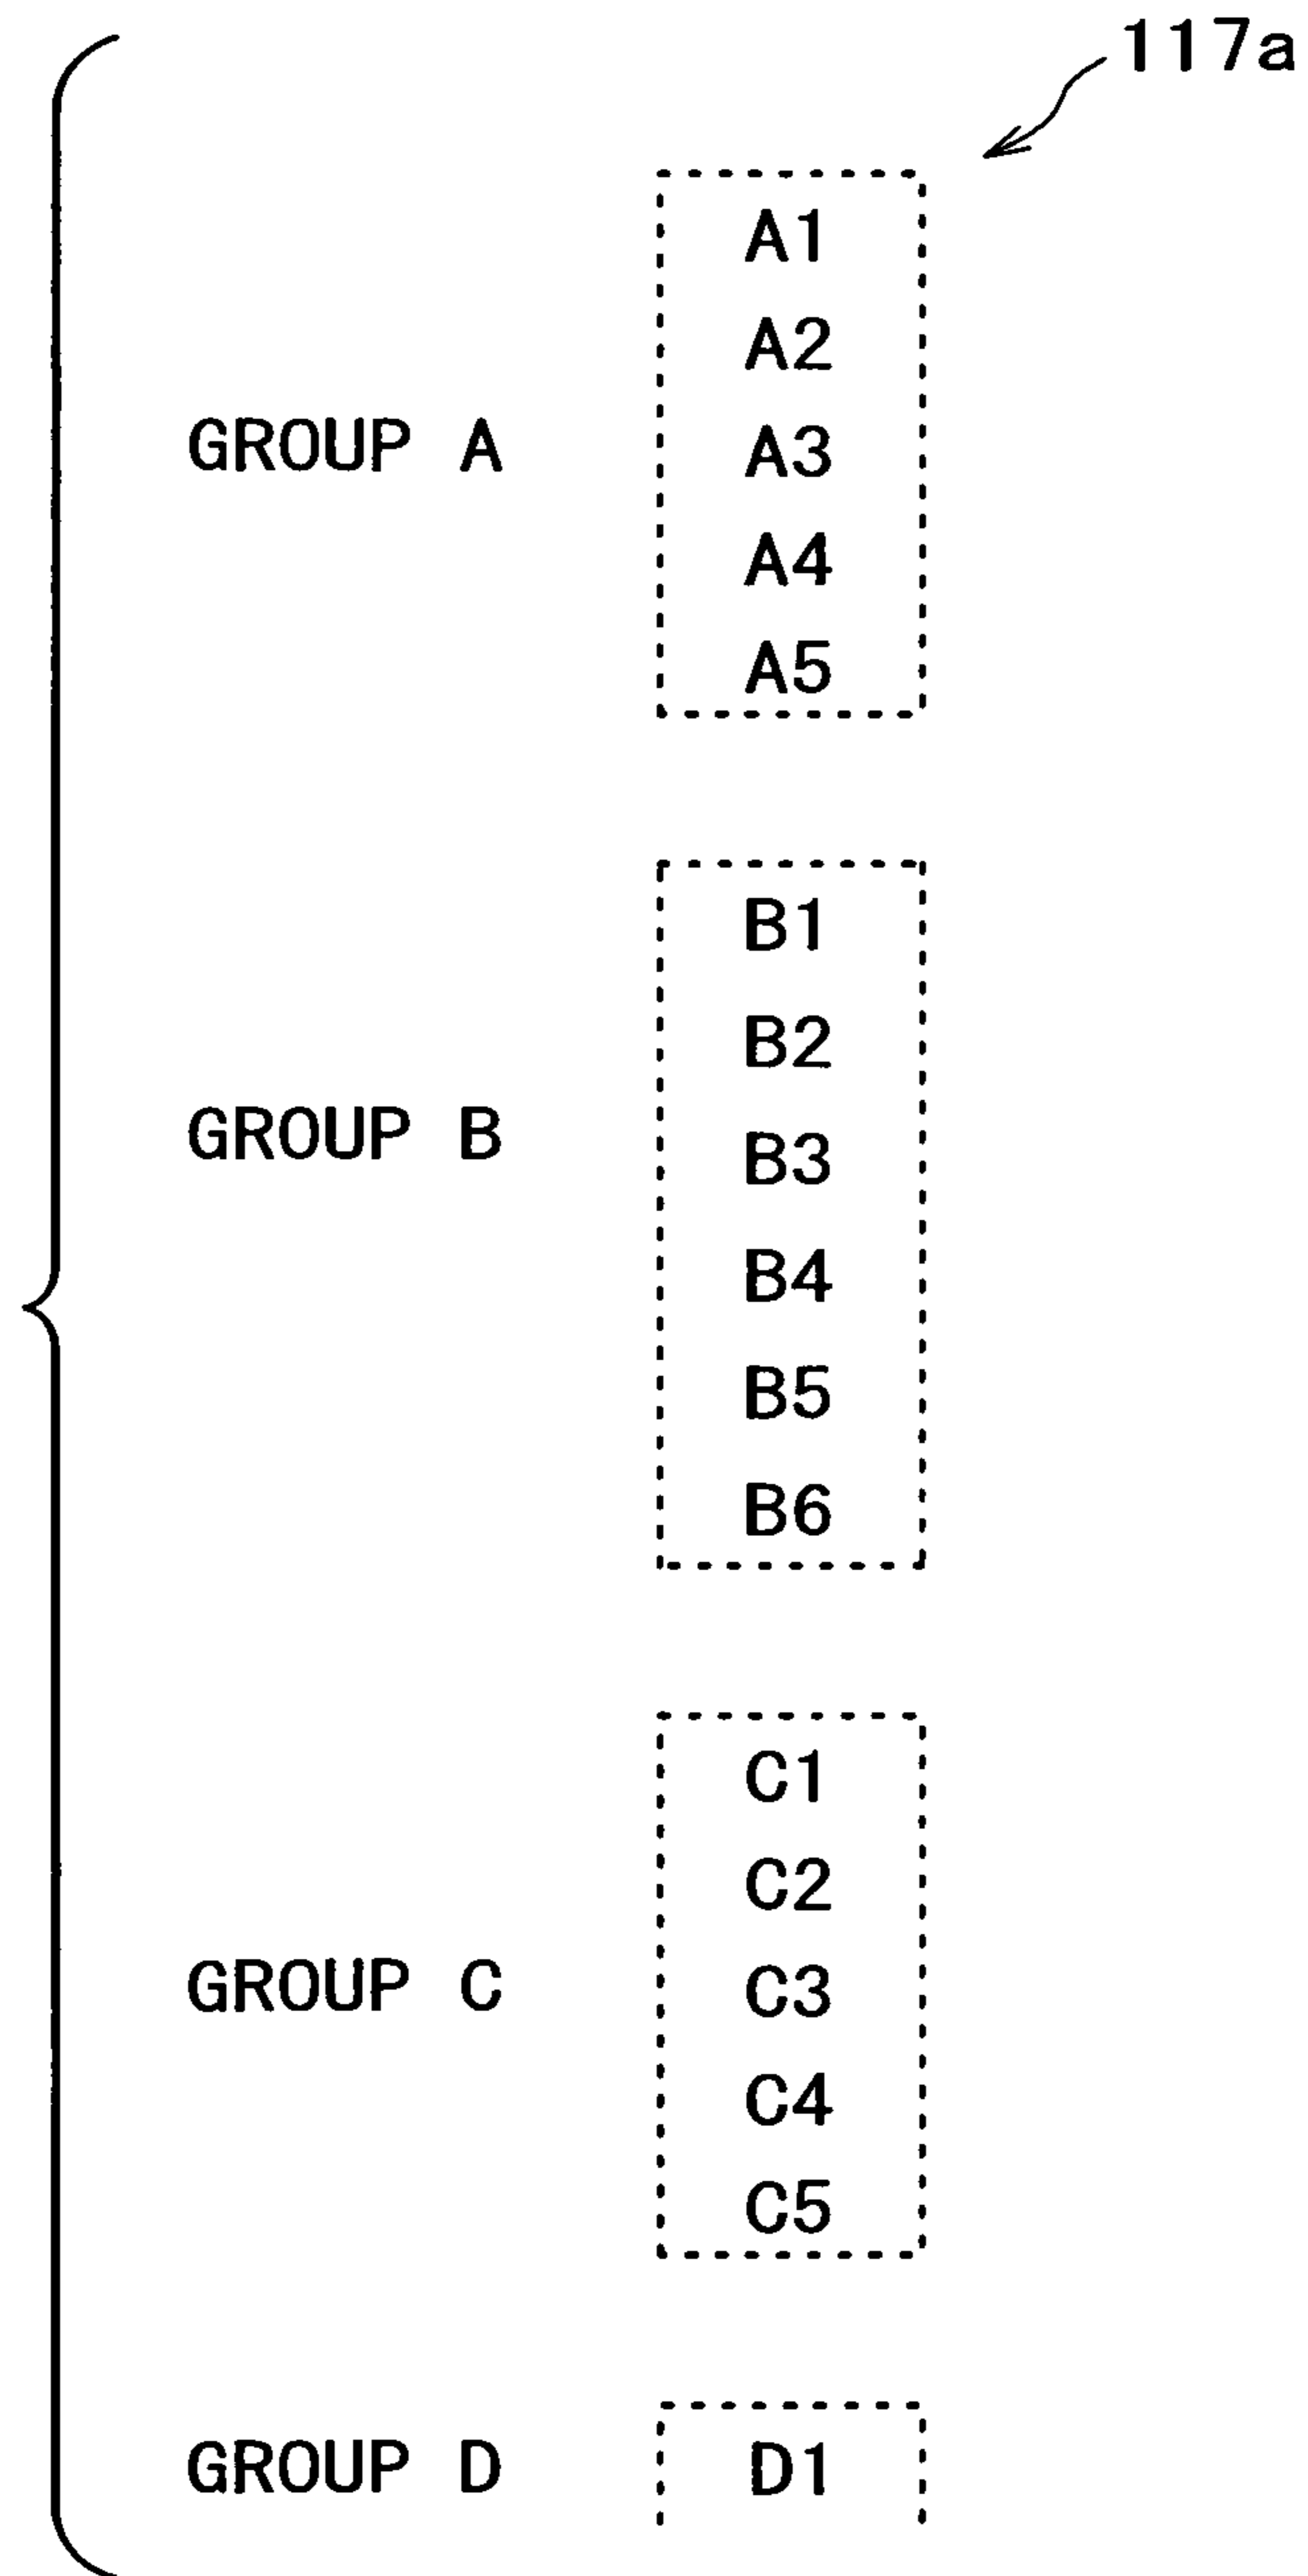 117a
A1
A2
GROUP A A3
A4
A5
B1
B2
GROUP B B3
B4
B5
B6
C1
C2
GROUP C C3
C4
C5
GROUP D D1